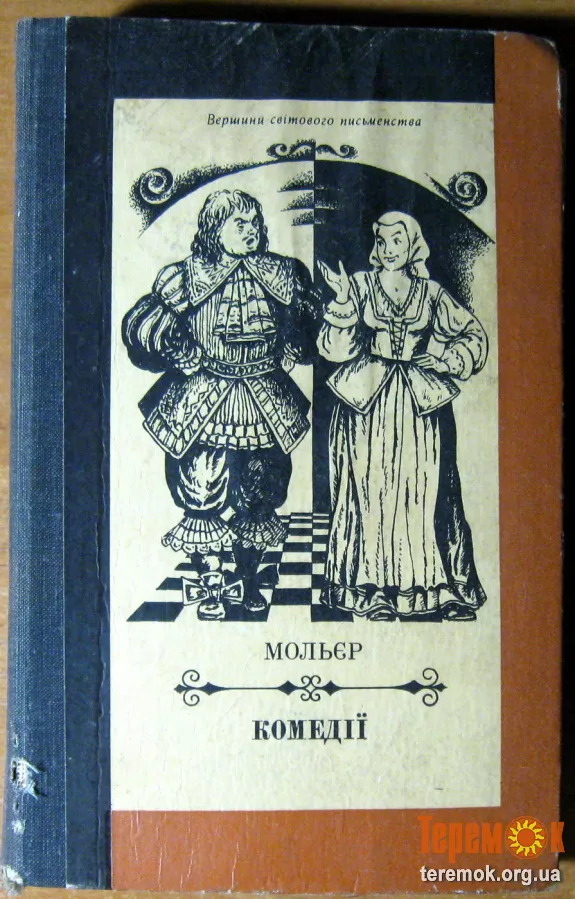 Вершини світового письменства
МОЛЬЄР
КОМЕДІЇ
Теремок
teremok.org.ua